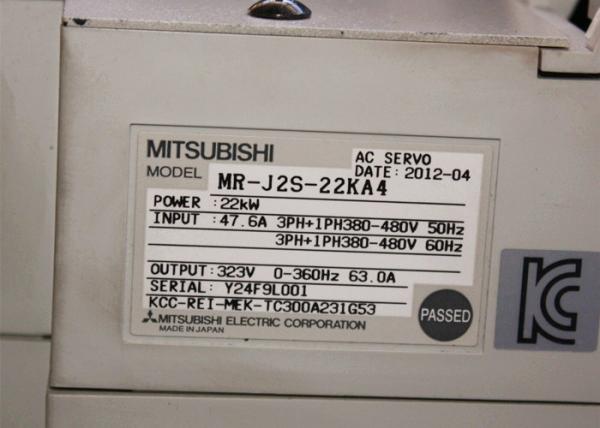 MITSUBISHI
AC SERVO
DATE: 2012-04
MODEL MR-J2S-22KA4
POWER :22kW
INPUT :47.6A 3PH+1PH380-480V 50Hz
3PH+1PH380-480V 60Hz
OUTPUT:323V 0-360Hz 63.0A
SERIAL: Y24F9L001
KCC-REI-MEK-TC300A231G53
MITSUBISHI ELECTRIC CORPORATION
MADE IN JAPAN
PASSED
KC